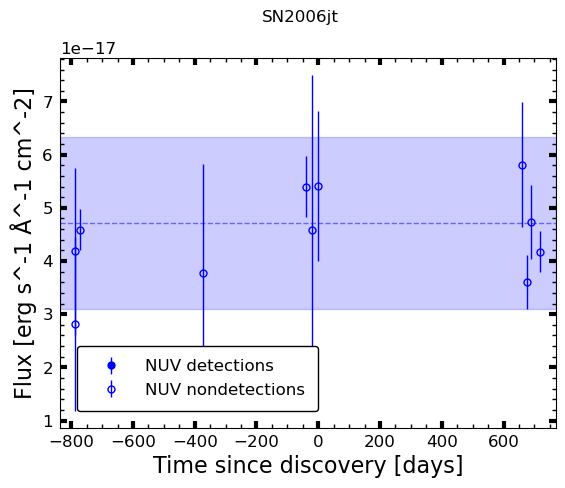 SN2006jt
1e−17
Flux [erg s^-1 Å^-1 cm^-2]
7
6
5
4
3
2
1
NUV detections
NUV nondetections
−800 −600 −400 −200 0 200 400 600
Time since discovery [days]